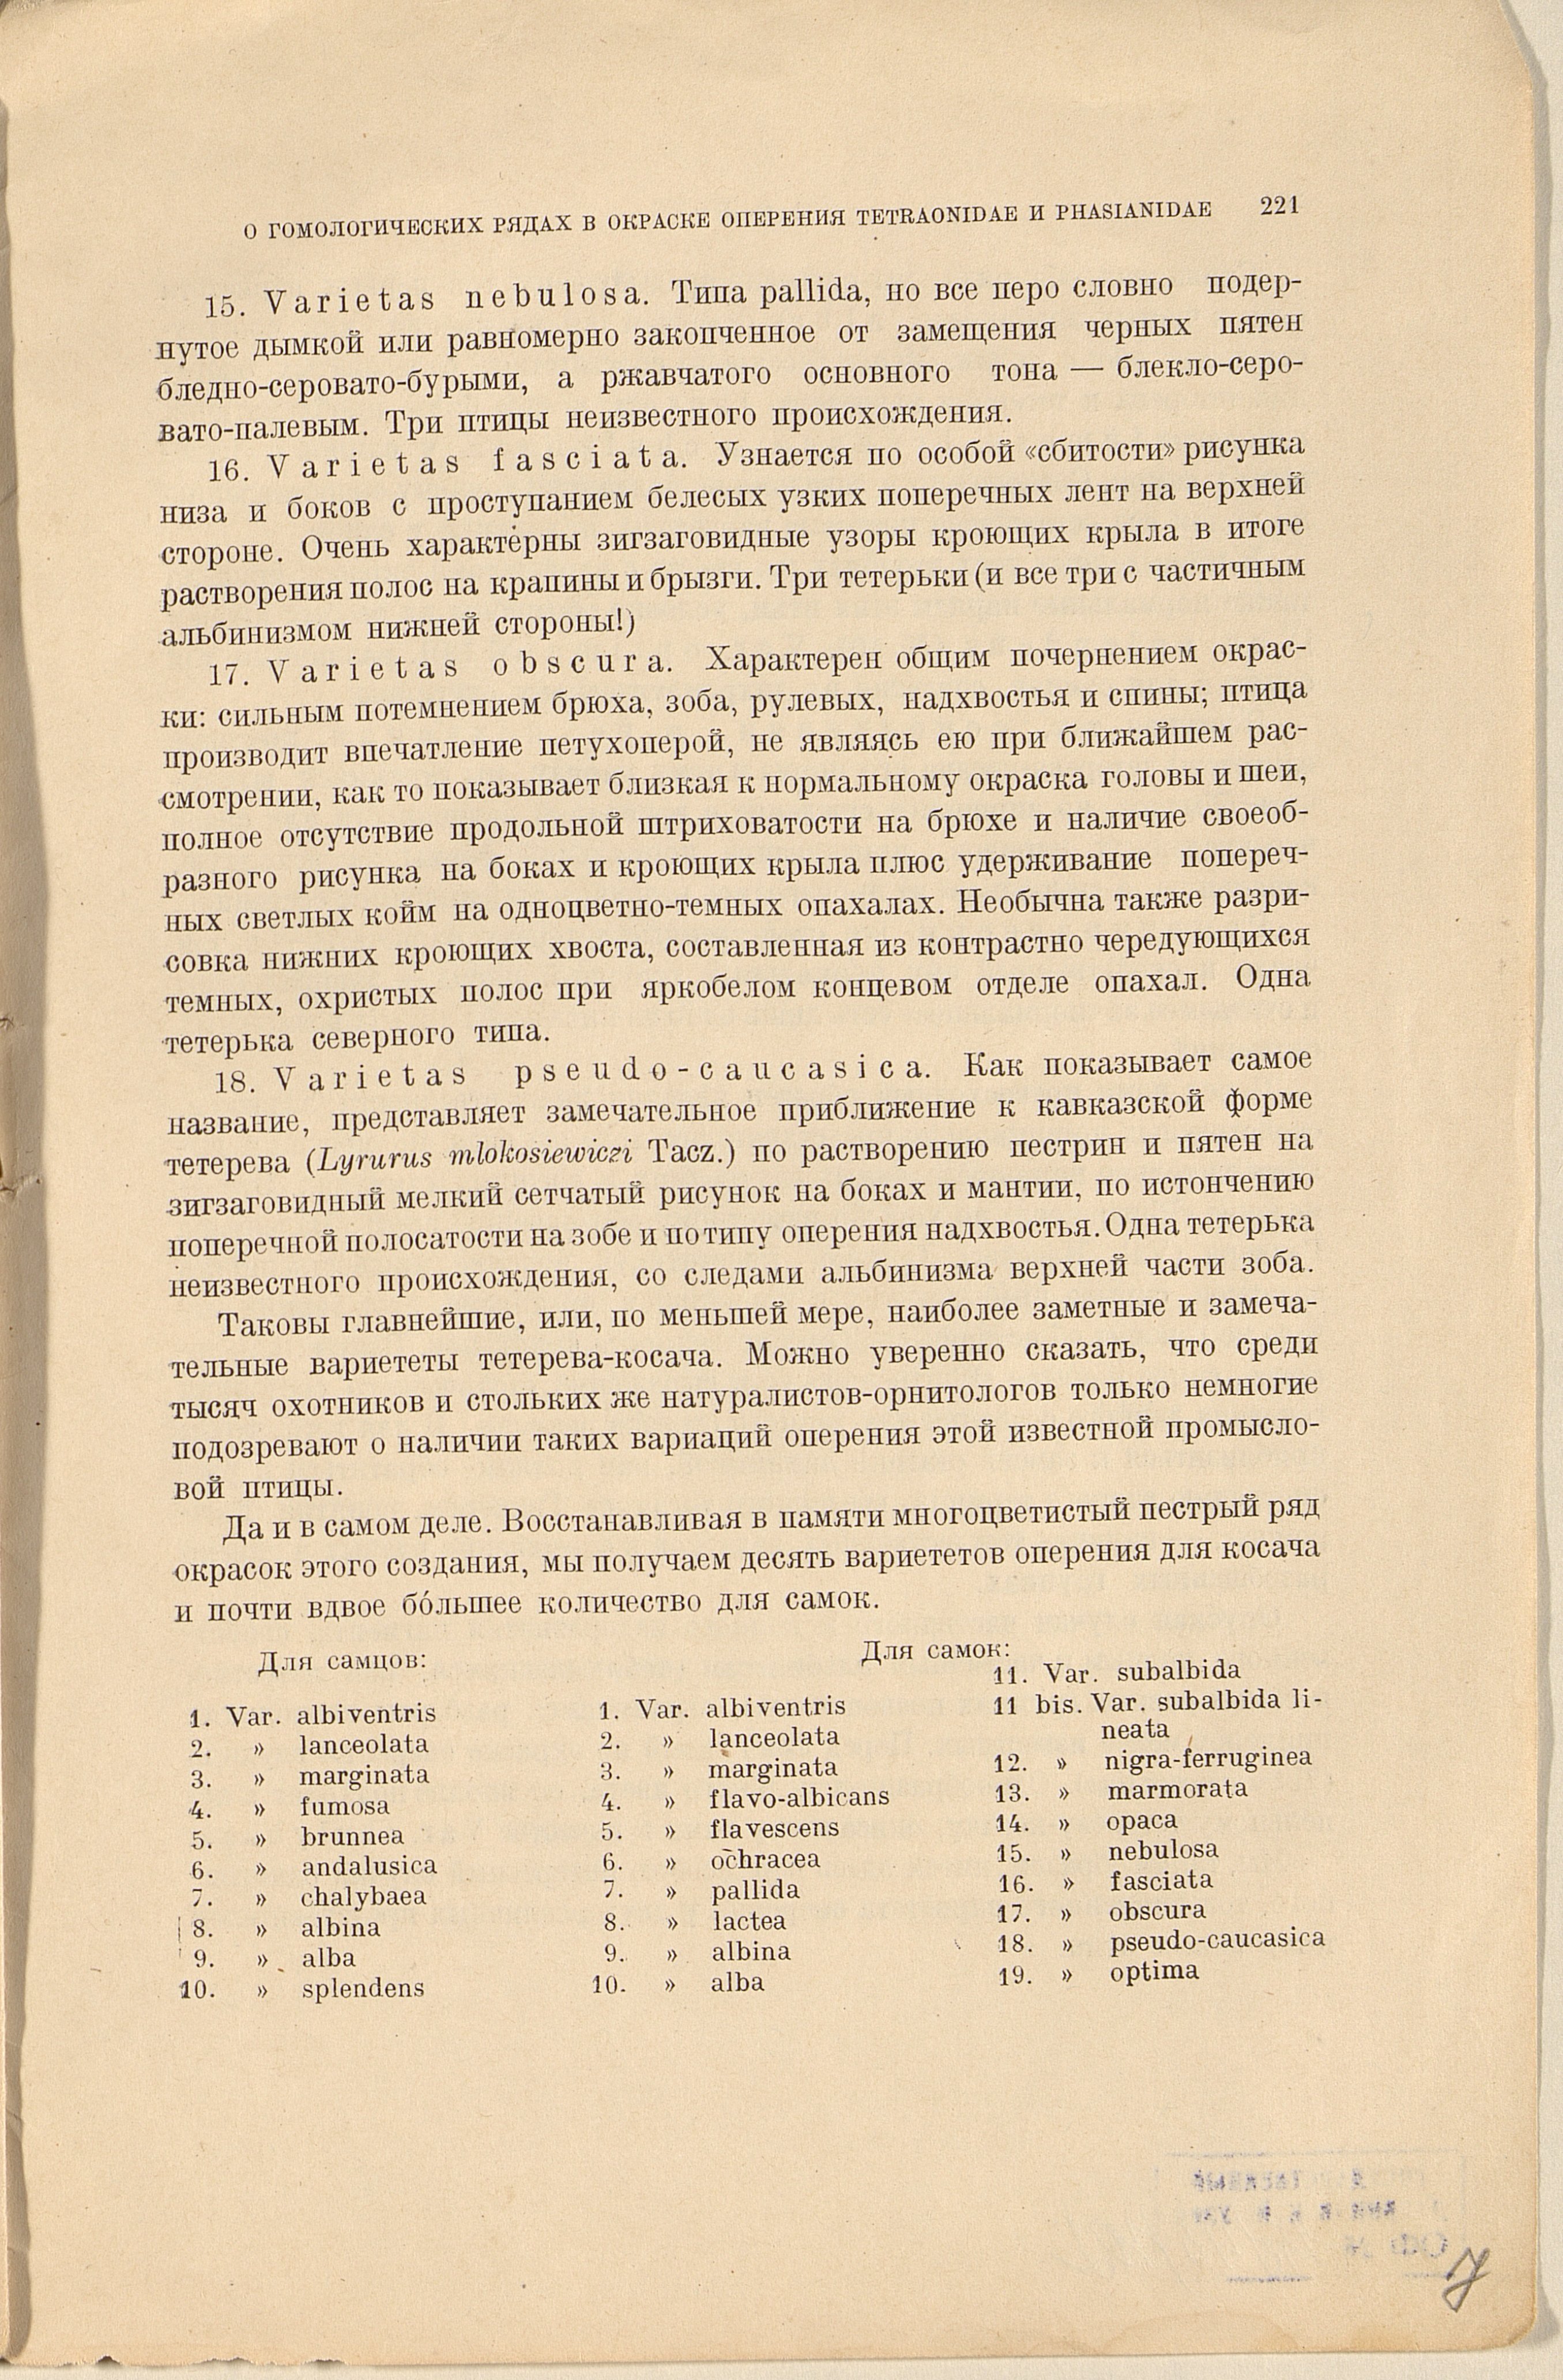 О ГОМОЛОГИЧЕСКИХ РЯДАХ В ОКРАСКЕ ОПЕРЕНИЯ TETRAONIDAE И PHASIANIDAE 221
15. Varietas nebulosa. Типа pallida, но все перо словно подер-
нутое дымкой или равномерно закопченное от замещения черных пятен
бледно-серовато-бурыми, а ржавчатого основного тона — блекло-серо-
вато-палевым. Три птицы неизвестного происхождения.
16. Varietas fasciata. Узнается по особой «сбитости» рисунка
низа и боков с проступанием белесых узких поперечных лент на верхней
стороне. Очень характерны зигзаговидные узоры кроющих крыла в итоге
растворения полос на крапины и брызги. Три тетерьки (и все три с частичным
альбинизмом нижней стороны!)
17. Varietas obscura. Характерен общим почернением окрас-
ки: сильным потемнением брюха, зоба, рулевых, надхвостья и спины; птица
производит впечатление петухоперой, не являясь ею при ближайшем рас-
смотрении, как то показывает близкая к нормальному окраска головы и шеи,
полное отсутствие продольной штриховатости на брюхе и наличие своеоб-
разного рисунка на боках и кроющих крыла плюс удерживание попереч-
ных светлых койм на одноцветно-темных опахалах. Необычна также разри-
совка нижних кроющих хвоста, составленная из контрастно чередующихся
темных, охристых полос при яркобелом концевом отделе опахал. Одна
тетерька северного типа.
18. Varietas pseudo-caucasica. Как показывает самое
название, представляет замечательное приближение к кавказской форме
тетерева (Lyrurus mlokosiewiczi Tacz.) по растворению пестрин и пятен на
зигзаговидный мелкий сетчатый рисунок на боках и мантии, по истончению
поперечной полосатости на зобе и по типу оперения надхвостья. Одна тетерька
неизвестного происхождения, со следами альбинизма верхней части зоба.
Таковы главнейшие, или, по меньшей мере, наиболее заметные и замеча-
тельные вариететы тетерева-косача. Можно уверенно сказать, что среди
тысяч охотников и стольких же натуралистов-орнитологов только немногие
подозревают о наличии таких вариаций оперения этой известной промысло-
вой птицы.
Да и в самом деле. Восстанавливая в памяти многоцветистый пестрый ряд
окрасок этого создания, мы получаем десять вариететов оперения для косача
и почти вдвое бо́льшее количество для самок.
Для самцов:
1. Var. albiventris
2. » lanceolata
3. » marginata
4. » fumosa
5. » brunnea
6. » andalusica
7. » chalybaea
8. » albina
9. » alba
10. » splendens
Для самок:
1. Var. albiventris
2. » lanceolata
3. » marginata
4. » flavo-albicans
5. » flavescens
6. » ochracea
7. » pallida
8. » lactea
9. » albina
10. » alba
11. Var. subalbida
11 bis. Var. subalbida li-
neata
12. » nigra-ferruginea
13. » marmorata
14. » opaca
15. » nebulosa
16. » fasciata
17. » obscura
18. » pseudo-caucasica
19. » optima